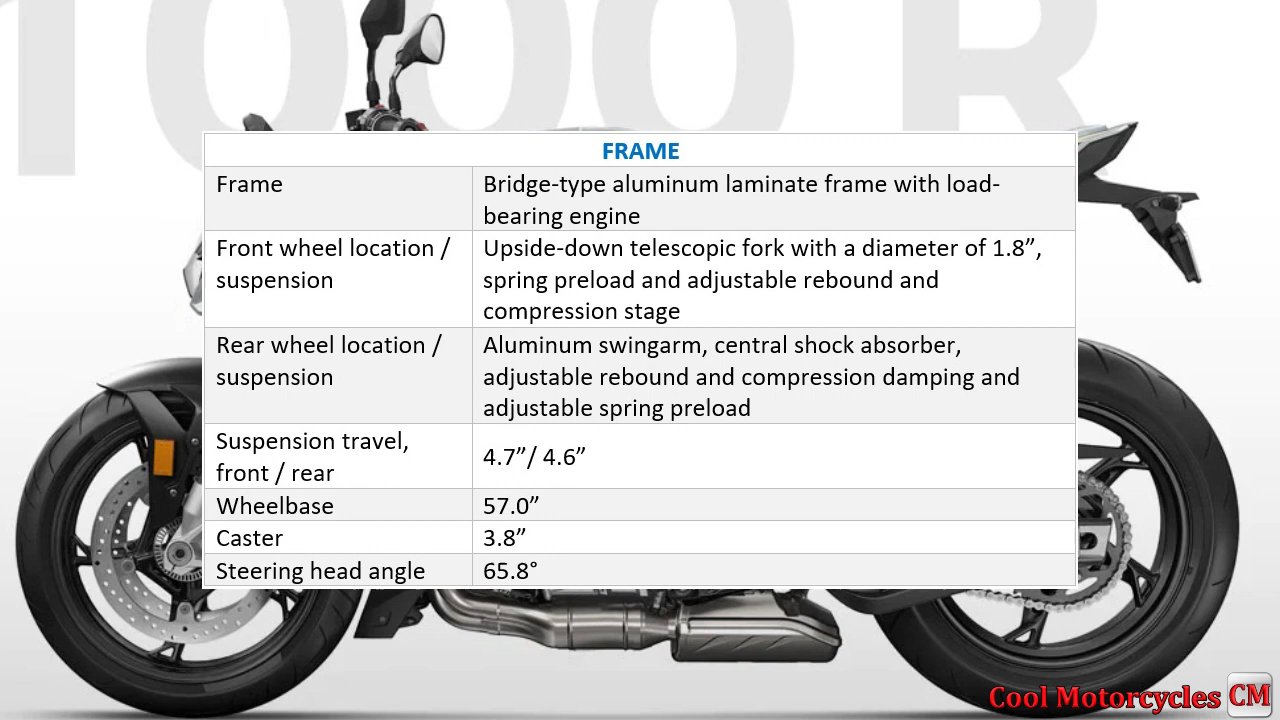 1000 R
FRAME
Frame
Bridge-type aluminum laminate frame with load-
bearing engine
Front wheel location /
suspension
Upside-down telescopic fork with a diameter of 1.8”,
spring preload and adjustable rebound and
compression stage
Rear wheel location /
suspension
Aluminum swingarm, central shock absorber,
adjustable rebound and compression damping and
adjustable spring preload
Suspension travel,
front / rear
4.7”/ 4.6”
Wheelbase
57.0”
Caster
3.8”
Steering head angle
65.8°
Cool Motorcycles CM